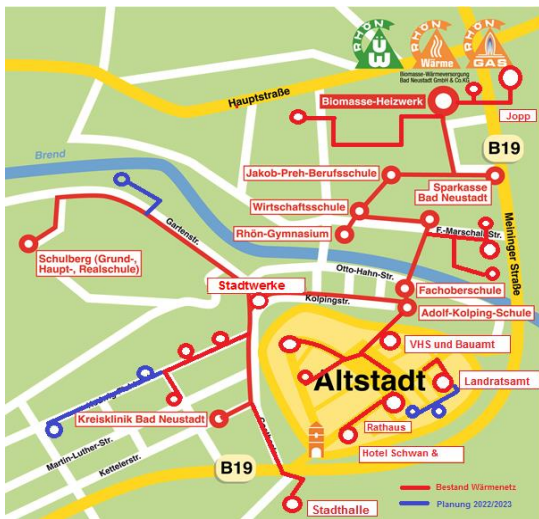 RHÖN
ÜW
RHÖN
Wärme
RHÖN
GAS
Biomasse-Wärmeversorgung
Bad Neustadt GmbH & Co.KG
Hauptstraße
Biomasse-Heizwerk
Jopp
B19
Brend
Jakob-Preh-Berufsschule
Sparkasse
Bad Neustadt
Wirtschaftsschule
Rhön-Gymnasium
F.-Marschall-Str.
Meininger Straße
Gartenstr.
Schulberg (Grund-,
Haupt-, Realschule)
Otto-Hahn-Str.
Stadtwerke
Fachoberschule
Kolpingstr.
Adolf-Kolping-Schule
VHS und Bauamt
Altstadt
Landratsamt
Kreisklinik Bad Neustadt
Rathaus
Martin-Luther-Str.
Hotel Schwan &
Kettelerstr.
B19
Stadthalle
Bestand Wärmenetz
Planung 2022/2023